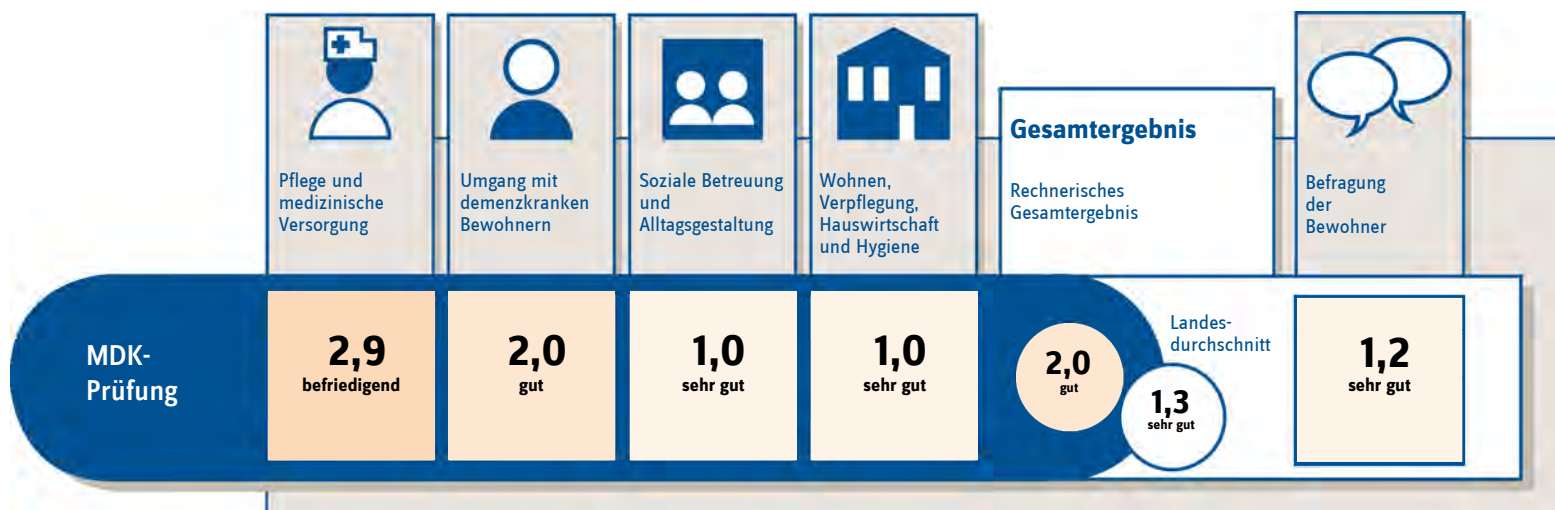 Pflege und
medizinische
Versorgung
Umgang mit
demenzkranken
Bewohnern
Soziale Betreuung
und
Alltagsgestaltung
Wohnen,
Verpflegung,
Hauswirtschaft
und Hygiene
Gesamtergebnis
Rechnerisches
Gesamtergebnis
Befragung
der
Bewohner
MDK-
Prüfung
2,9
befriedigend
2,0
gut
1,0
sehr gut
1,0
sehr gut
2,0
gut
Landes-
durchschnitt
1,3
sehr gut
1,2
sehr gut